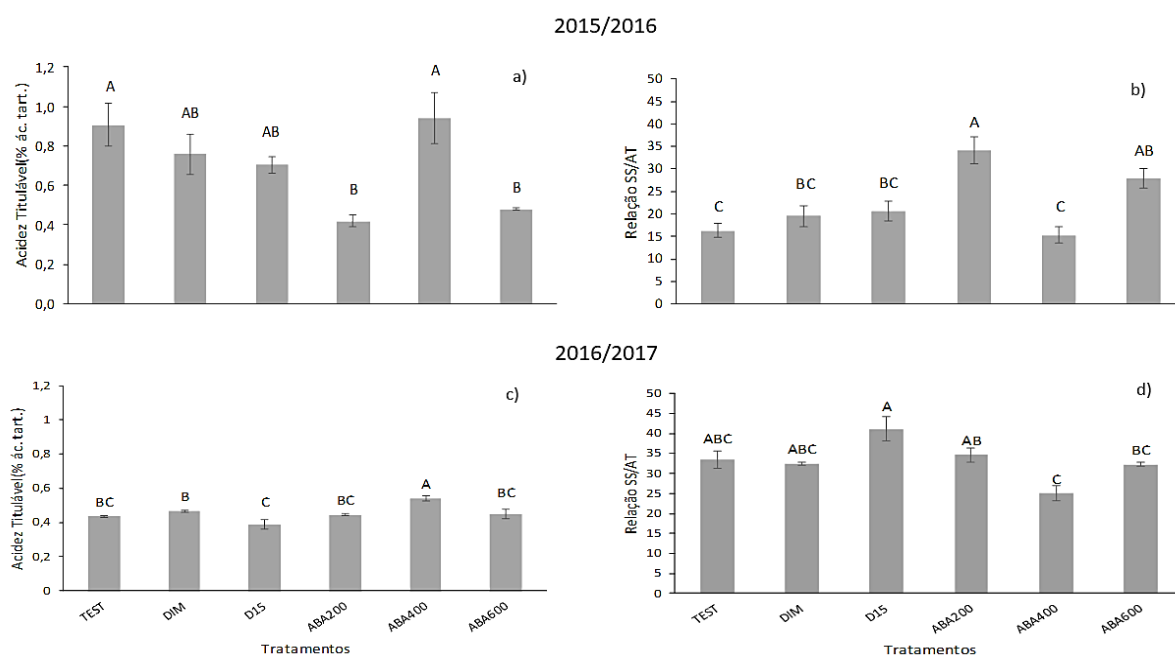 2015/2016
a)
Acidez Titulável(% ác. tart.)
1,2
1,0
0,8
0,6
0,4
0,2
0,0
A
AB
AB
B
A
B
b)
Relação SS/AT
50
45
40
35
30
25
20
15
10
5
0
C
BC
BC
A
C
AB
2016/2017
c)
Acidez Titulável(% ác. tart.)
1,2
1
0,8
0,6
0,4
0,2
0
BC
B
C
BC
A
BC
TEST
DIM
D15
ABA200
ABA400
ABA600
Tratamentos
d)
Relação SS/AT
50
45
40
35
30
25
20
15
10
5
0
ABC
ABC
A
AB
C
BC
TEST
DIM
D15
ABA200
ABA400
ABA600
Tratamentos